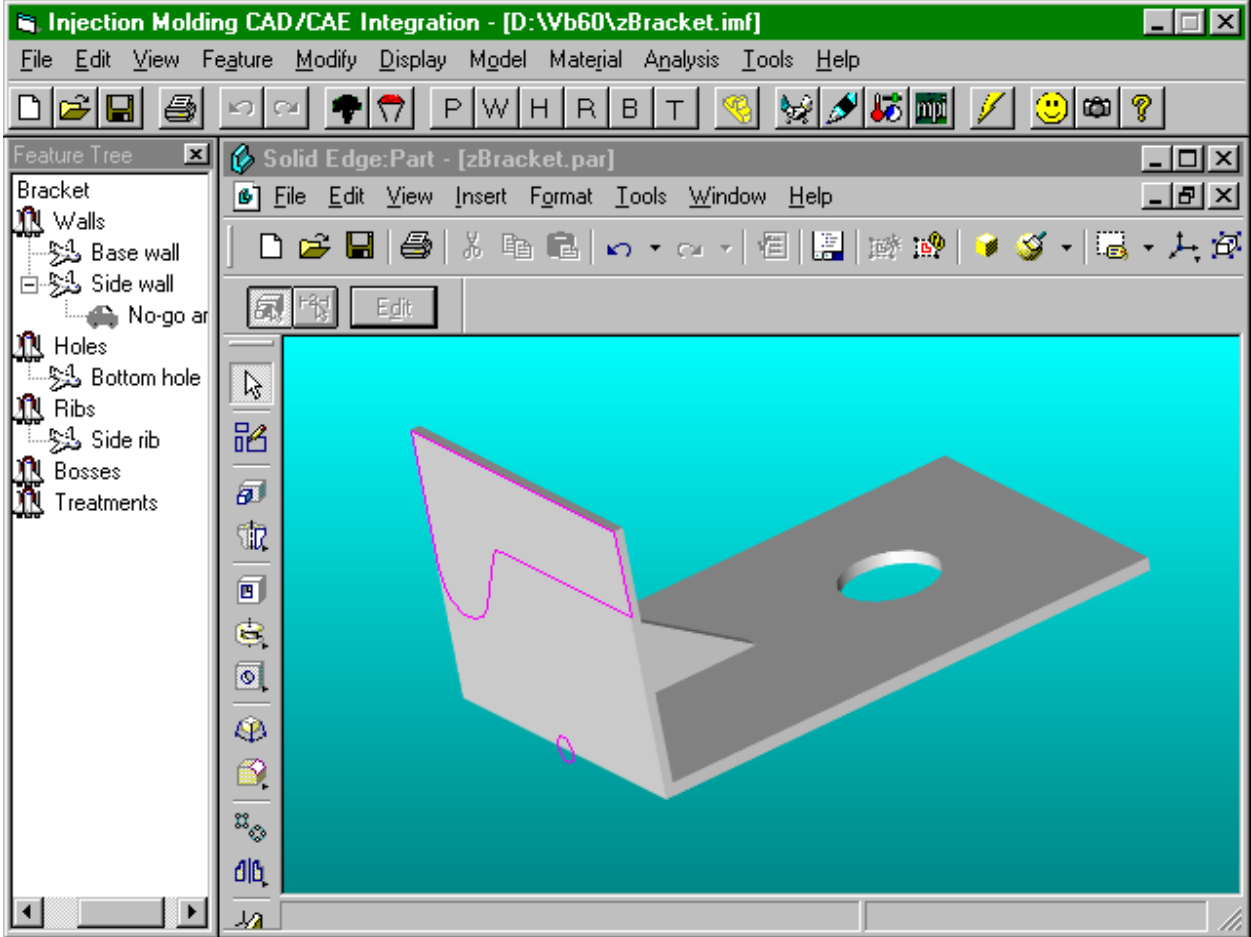 Injection Molding CAD/CAE Integration - [D:\Vb60\zBracket.imf]
File Edit View Feature Modify Display Model Material Analysis Tools Help
P W H R B T mpi ?
Feature Tree
Bracket
Walls
Base wall
Side wall
No-go ar
Holes
Bottom hole
Ribs
Side rib
Bosses
Treatments
Solid Edge:Part - [zBracket.par]
File Edit View Insert Format Tools Window Help
Edit